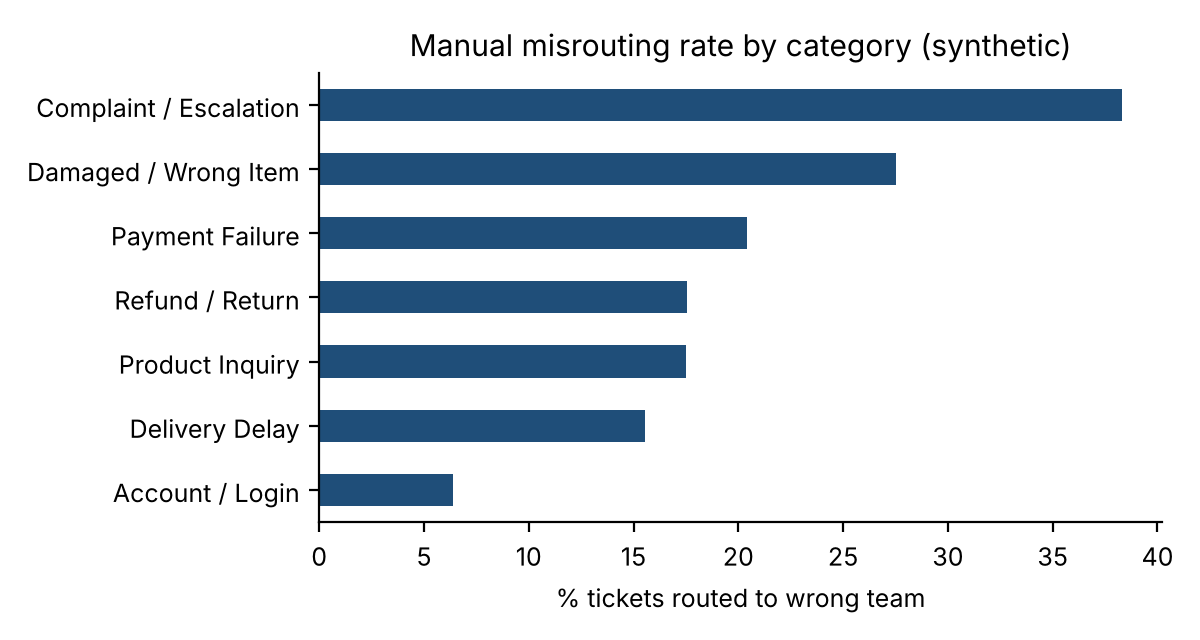 Manual misrouting rate by category (synthetic)
Complaint / Escalation
Damaged / Wrong Item
Payment Failure
Refund / Return
Product Inquiry
Delivery Delay
Account / Login
0 5 10 15 20 25 30 35 40
% tickets routed to wrong team